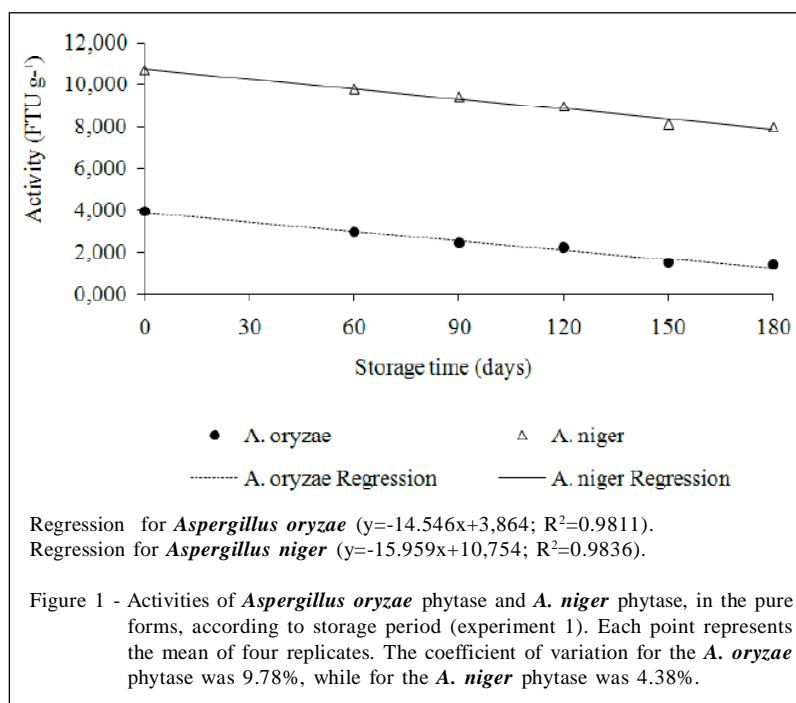 12,000
10,000
8,000
6,000
4,000
2,000
0,000
Activity (FTU g-¹)
0 30 60 90 120 150 180
Storage time (days)
A. oryzae A. niger
A. oryzae Regression A. niger Regression
Regression for Aspergillus oryzae (y=-14.546x+3,864; R²=0.9811).
Regression for Aspergillus niger (y=-15.959x+10,754; R²=0.9836).
Figure 1 - Activities of Aspergillus oryzae phytase and A. niger phytase, in the pure
forms, according to storage period (experiment 1). Each point represents
the mean of four replicates. The coefficient of variation for the A. oryzae
phytase was 9.78%, while for the A. niger phytase was 4.38%.